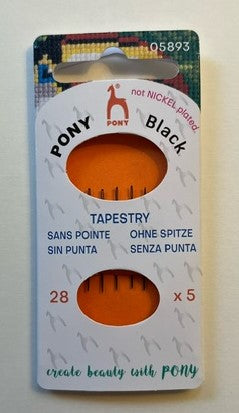 05893
not NICKEL plated
PONY Black
PONY
TAPESTRY
SANS POINTE OHNE SPITZE
SIN PUNTA SENZA PUNTA
28 x 5
create beauty with PONY